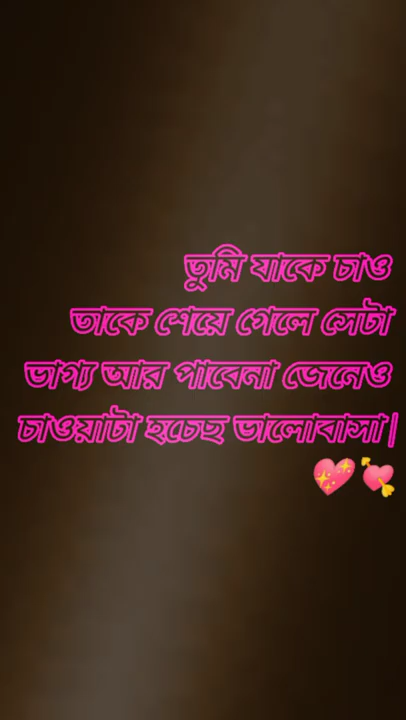 তুমি যাকে চাও
তাকে শেয়ে গেলে সেটা
ভাগ্য আর পাবেনা জেনেও
চাওয়াটা হচ্ছে ভালোবাসা|
💖💘